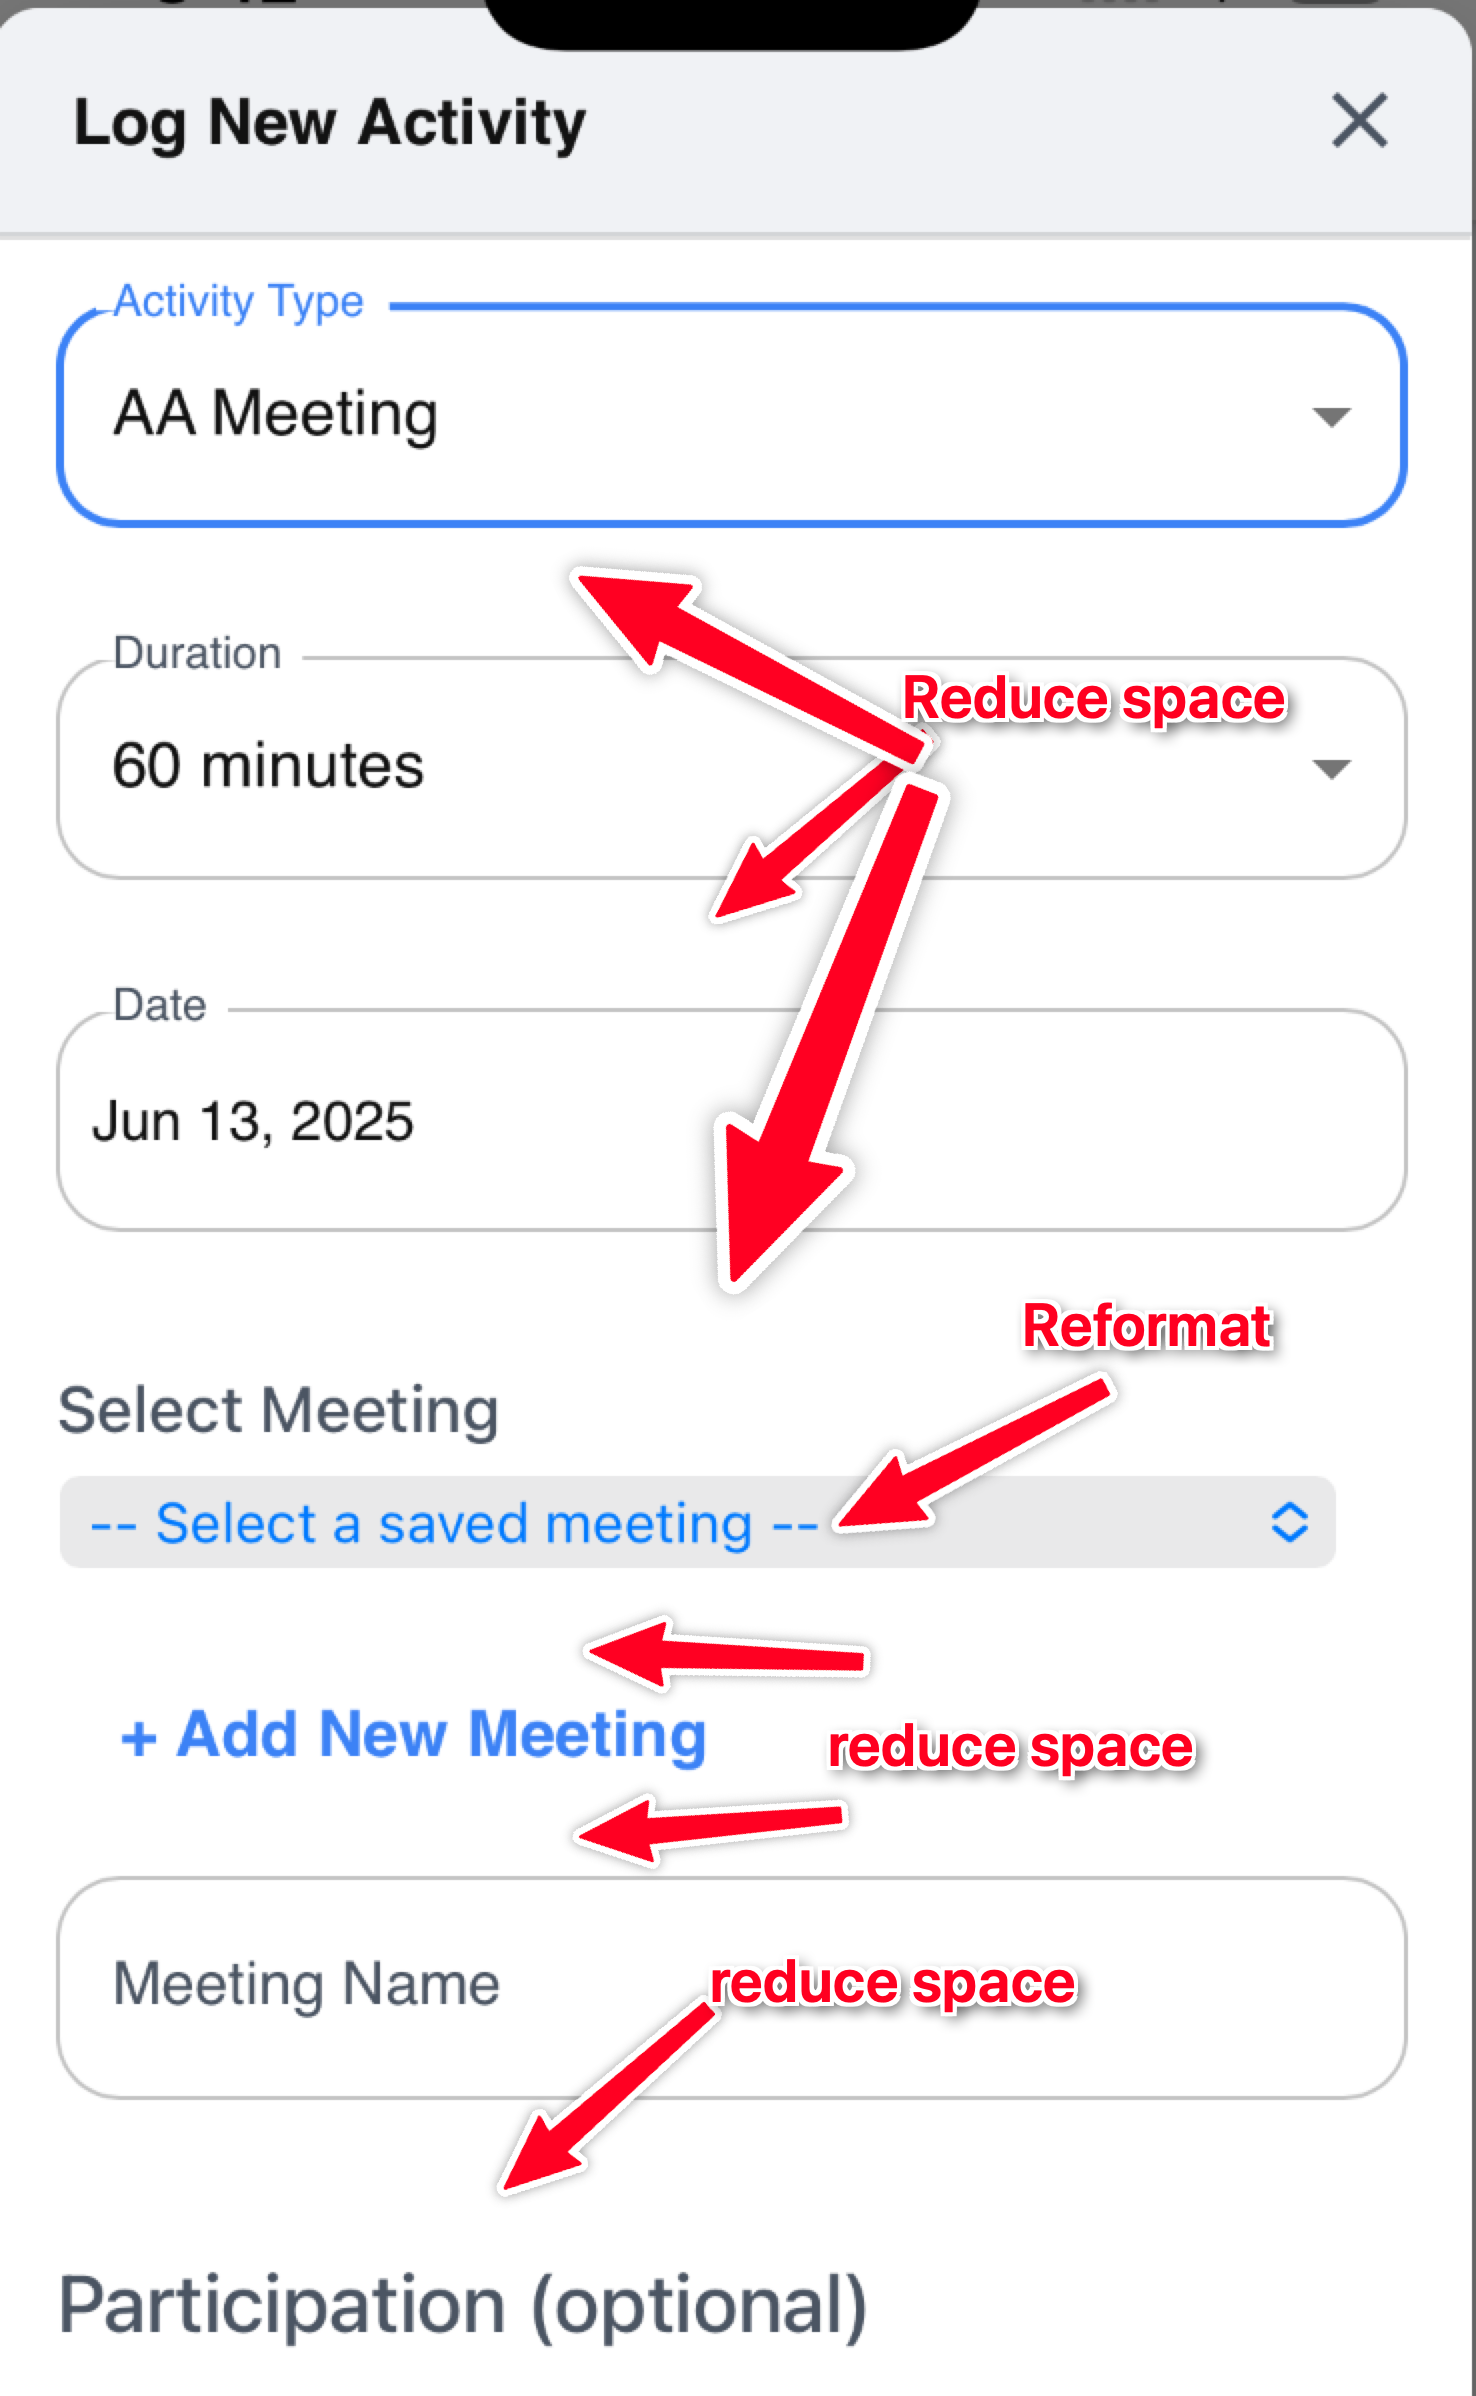 Log New Activity
Activity Type
AA Meeting
Duration
Reduce space
60 minutes
Date
Jun 13, 2025
Reformat
Select Meeting
-- Select a saved meeting --
+ Add New Meeting
reduce space
Meeting Name
reduce space
Participation (optional)